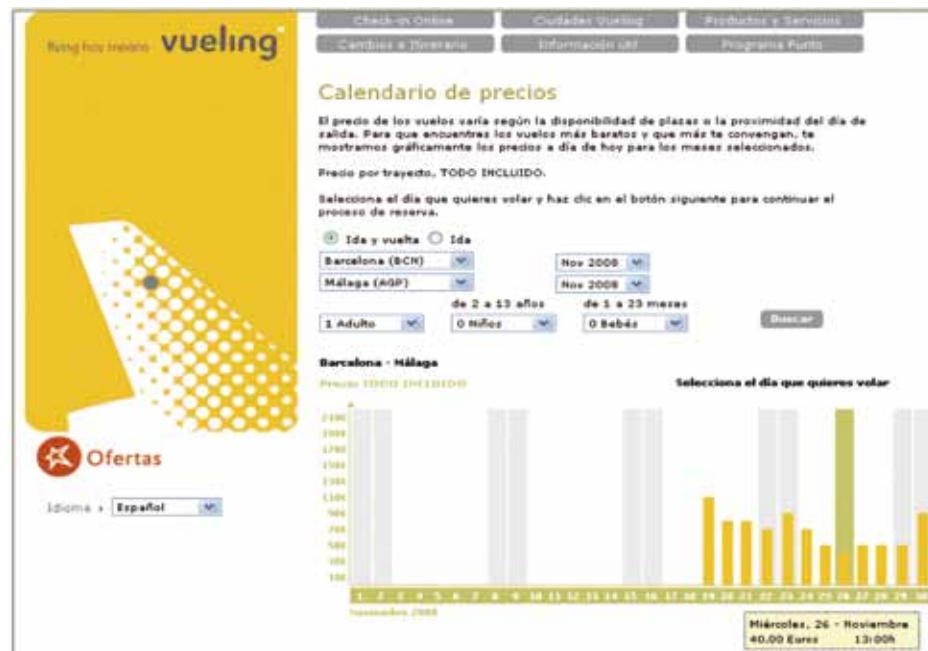 Check-in Online
Ciudades Vueling
Productos y Servicios
vueling
Cambios e Itinerario
Información útil
Programa Punto
Calendario de precios
El precio de los vuelos varía según la disponibilidad de plazas o la proximidad del día de
salida. Para que encuentres los vuelos más baratos y que más te convengan, te
mostramos gráficamente los precios a día de hoy para los meses seleccionados.
Precio por trayecto, TODO INCLUIDO.
Selecciona el día que quieres volar y haz clic en el botón siguiente para continuar el
proceso de reserva.
Ida y vuelta
Ida
Barcelona (BCN)
Nov 2008
Málaga (AGP)
Nov 2008
de 2 a 13 años
de 1 a 23 meses
1 Adulto
0 Niños
0 Bebés
Buscar
Barcelona - Málaga
Precio TODO INCLUIDO
Selecciona el día que quieres volar
Ofertas
Idioma
Español
1 2 3 4 5 6 7 8 9 10 11 12 13 14 15 16 17 18 19 20 21 22 23 24 25 26 27 28 29 30
Noviembre 2008
Miércoles, 26 - Noviembre
40.00 Euros 13:00h